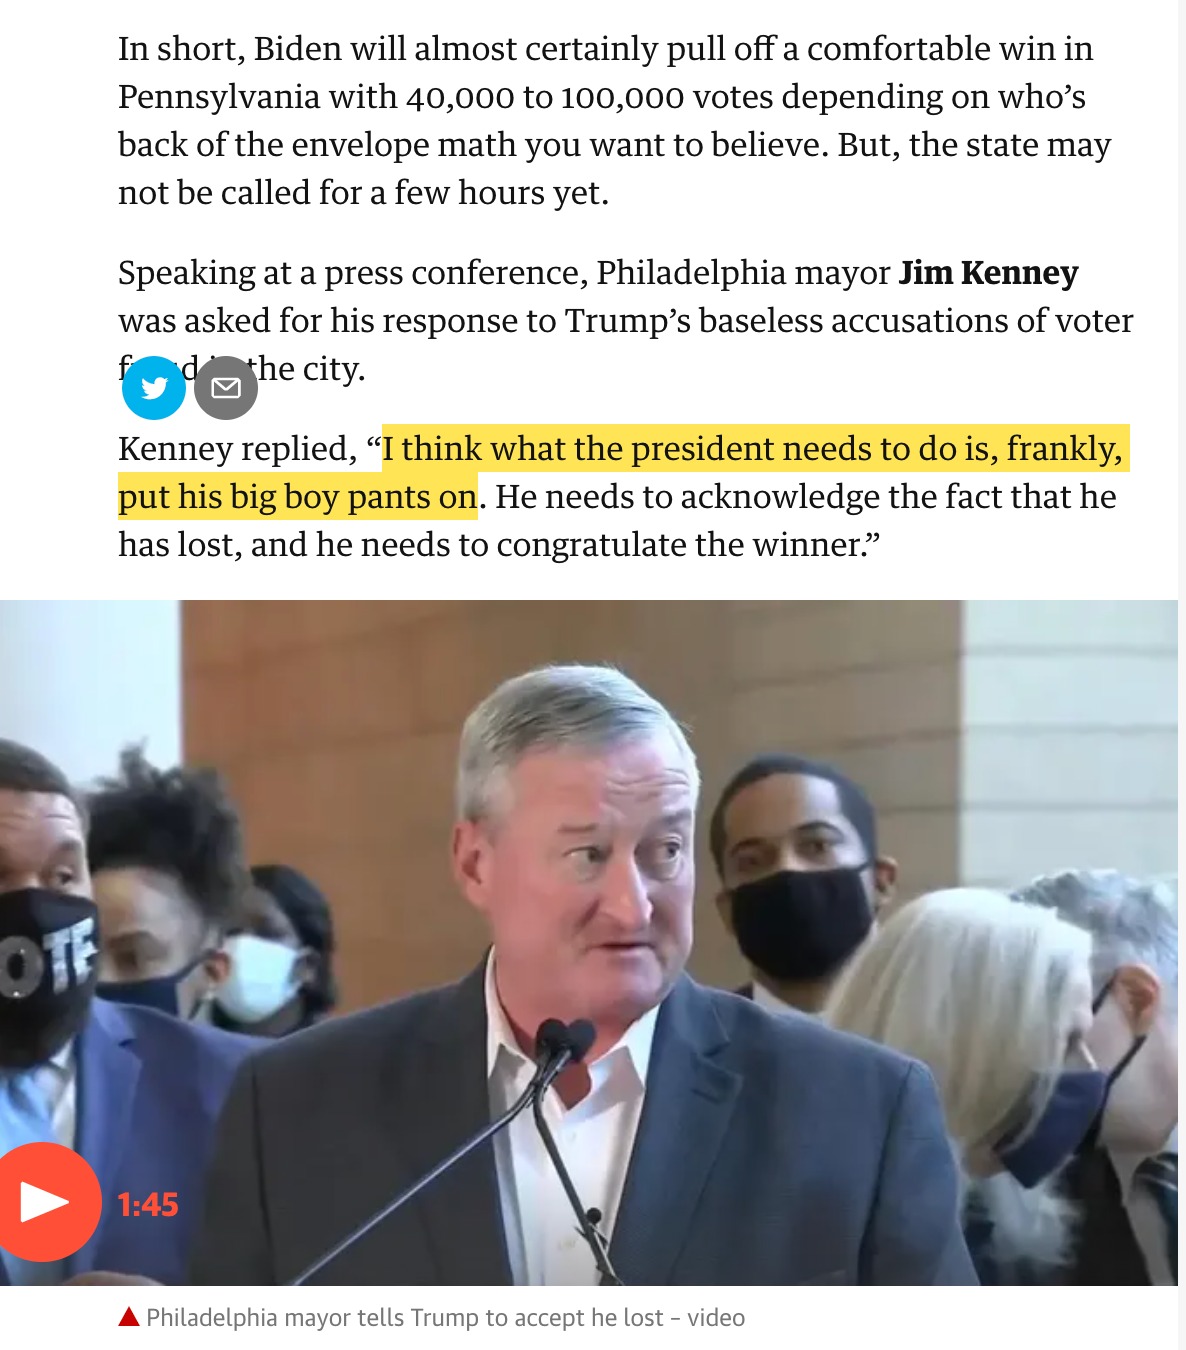 In short, Biden will almost certainly pull off a comfortable win in
Pennsylvania with 40,000 to 100,000 votes depending on who’s
back of the envelope math you want to believe. But, the state may
not be called for a few hours yet.
Speaking at a press conference, Philadelphia mayor Jim Kenney
was asked for his response to Trump’s baseless accusations of voter
the city.
Kenney replied, “I think what the president needs to do is, frankly,
put his big boy pants on. He needs to acknowledge the fact that he
has lost, and he needs to congratulate the winner.”
OTE
1:45
Philadelphia mayor tells Trump to accept he lost – video